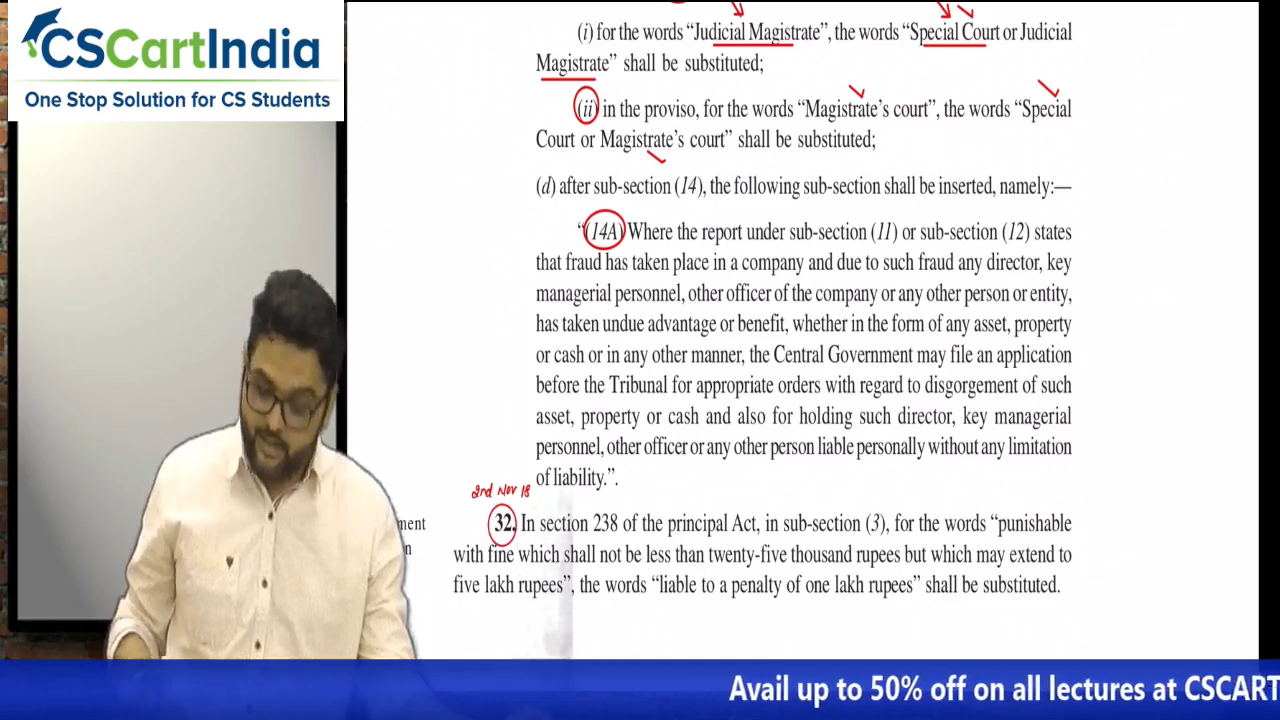 CSCartIndia
One Stop Solution for CS Students
(i) for the words “Judicial Magistrate”, the words “Special Court or Judicial
Magistrate” shall be substituted;
(ii) in the proviso, for the words “Magistrate’s court”, the words “Special
Court or Magistrate’s court” shall be substituted;
(d) after sub-section (14), the following sub-section shall be inserted, namely:—
“(14A) Where the report under sub-section (11) or sub-section (12) states
that fraud has taken place in a company and due to such fraud any director, key
managerial personnel, other officer of the company or any other person or entity,
has taken undue advantage or benefit, whether in the form of any asset, property
or cash or in any other manner, the Central Government may file an application
before the Tribunal for appropriate orders with regard to disgorgement of such
asset, property or cash and also for holding such director, key managerial
personnel, other officer or any other person liable personally without any limitation
of liability.”.
2nd Nov 18
ment
n
32. In section 238 of the principal Act, in sub-section (3), for the words “punishable
with fine which shall not be less than twenty-five thousand rupees but which may extend to
five lakh rupees”, the words “liable to a penalty of one lakh rupees” shall be substituted.
Avail up to 50% off on all lectures at CSCART